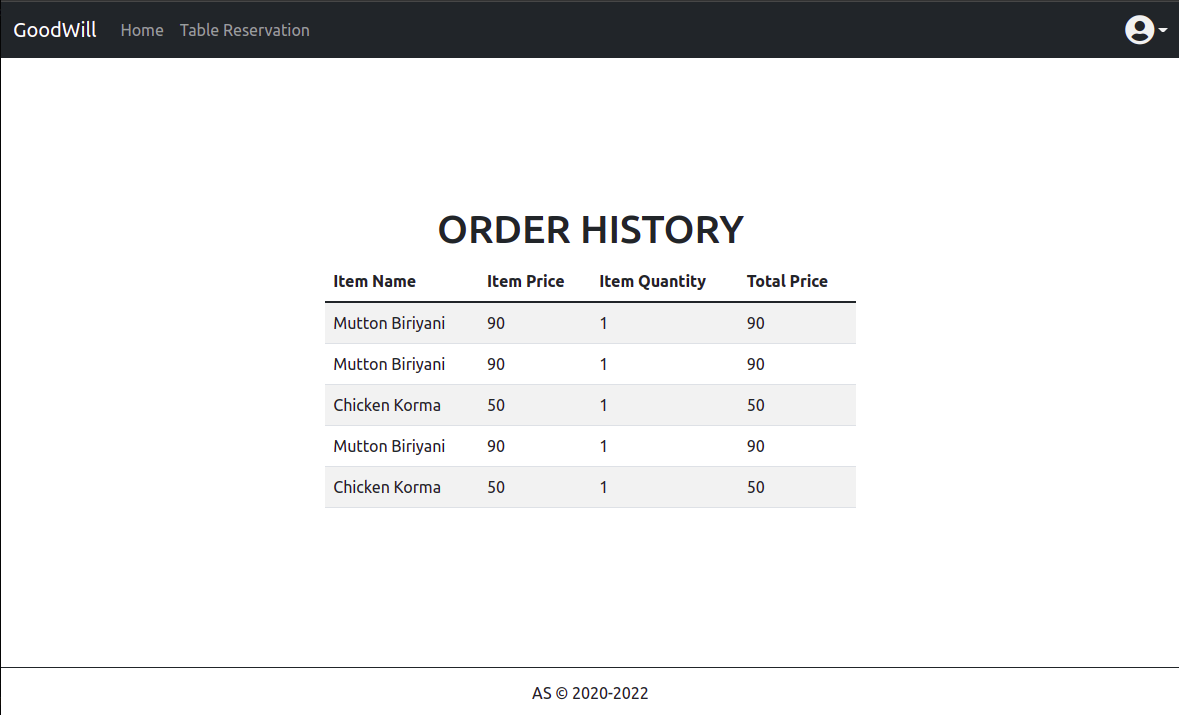 GoodWill Home Table Reservation
ORDER HISTORY
Item Name Item Price Item Quantity Total Price
Mutton Biriyani 90 1 90
Mutton Biriyani 90 1 90
Chicken Korma 50 1 50
Mutton Biriyani 90 1 90
Chicken Korma 50 1 50
AS © 2020-2022